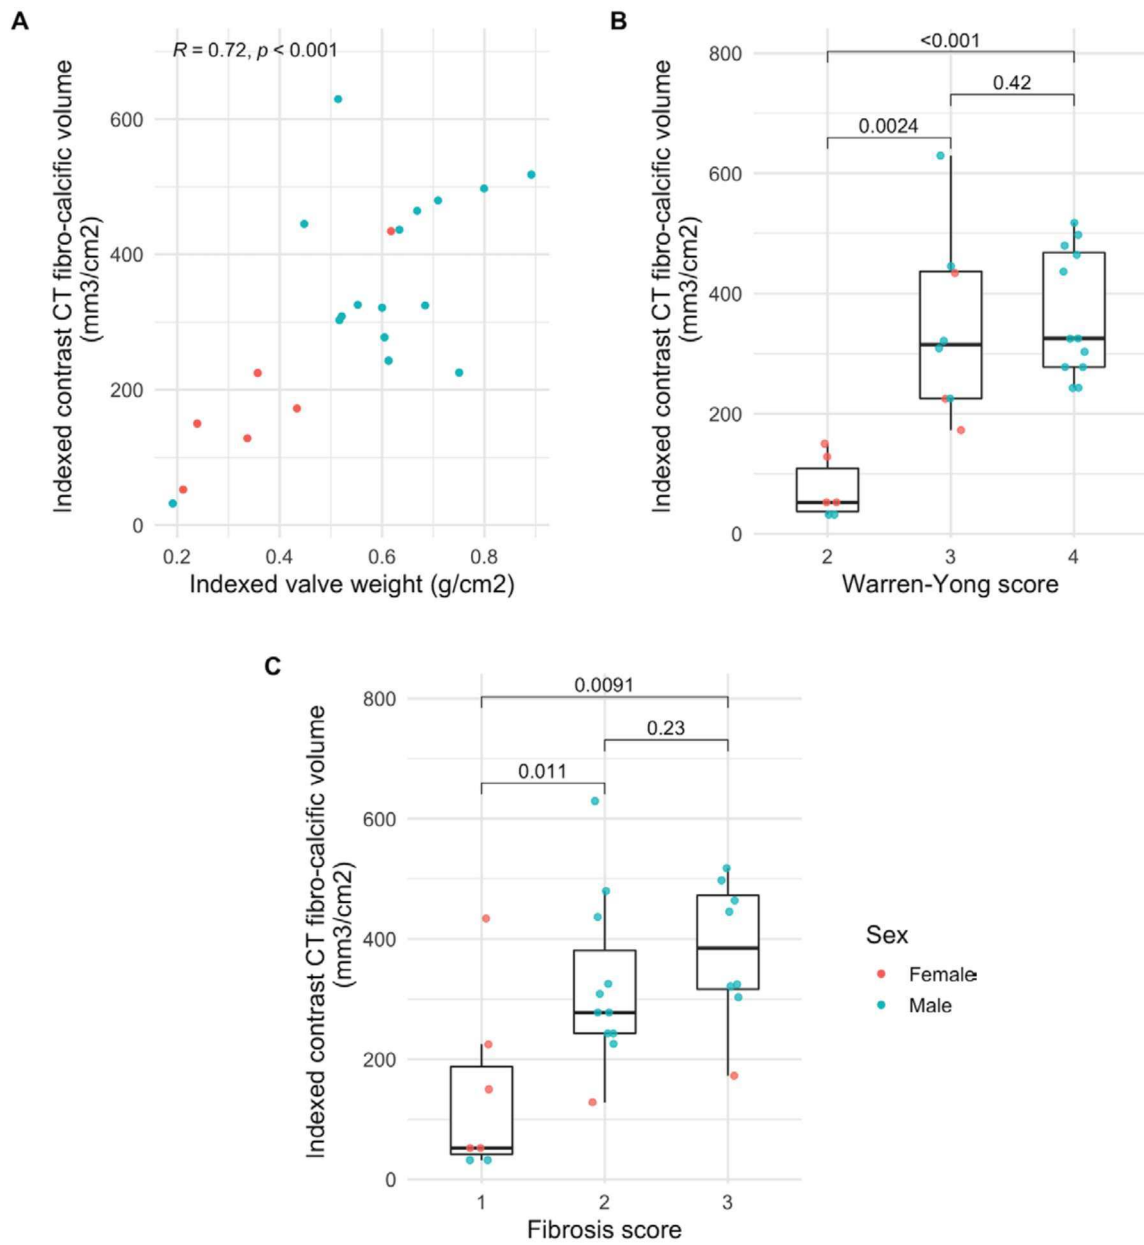 A
R = 0.72, p < 0.001
Indexed contrast CT fibro-calcific volume
(mm3/cm2)
600
400
200
0
0.2 0.4 0.6 0.8
Indexed valve weight (g/cm2)
B
Indexed contrast CT fibro-calcific volume
(mm3/cm2)
800
600
400
200
0
<0.001
0.42
0.0024
2 3 4
Warren-Yong score
C
Indexed contrast CT fibro-calcific volume
(mm3/cm2)
800
600
400
200
0
0.0091
0.23
0.011
1 2 3
Fibrosis score
Sex
Female
Male